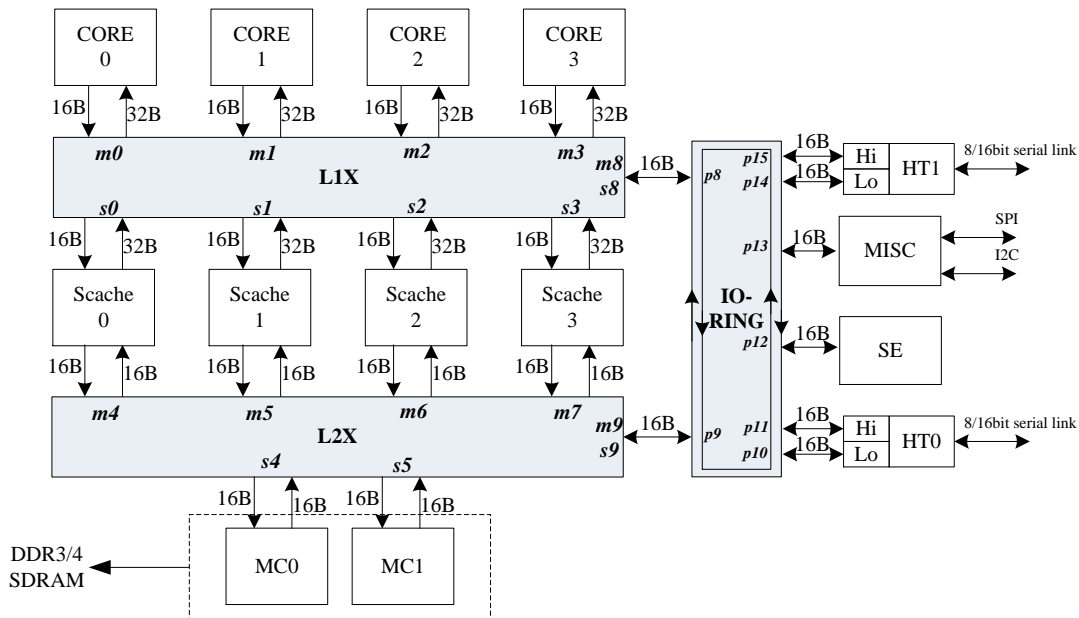 CORE 0
CORE 1
CORE 2
CORE 3
16B 32B 16B 32B 16B 32B 16B 32B
m0 m1 m2 m3 m8
L1X
s8
s0 s1 s2 s3
16B
16B 32B 16B 32B 16B 32B 16B 32B
Scache 0
Scache 1
Scache 2
Scache 3
16B 16B 16B 16B 16B 16B 16B 16B
m4 m5 m6 m7 m9
L2X
s9
s4 s5
16B
16B 16B 16B 16B
MC0
MC1
DDR3/4
SDRAM
p8
p15
p14
p13
IO-
RING
p12
p9
p11
p10
16B
16B
Hi
Lo
HT1
8/16bit serial link
16B
MISC
SPI
I2C
16B
SE
16B
16B
Hi
Lo
HT0
8/16bit serial link